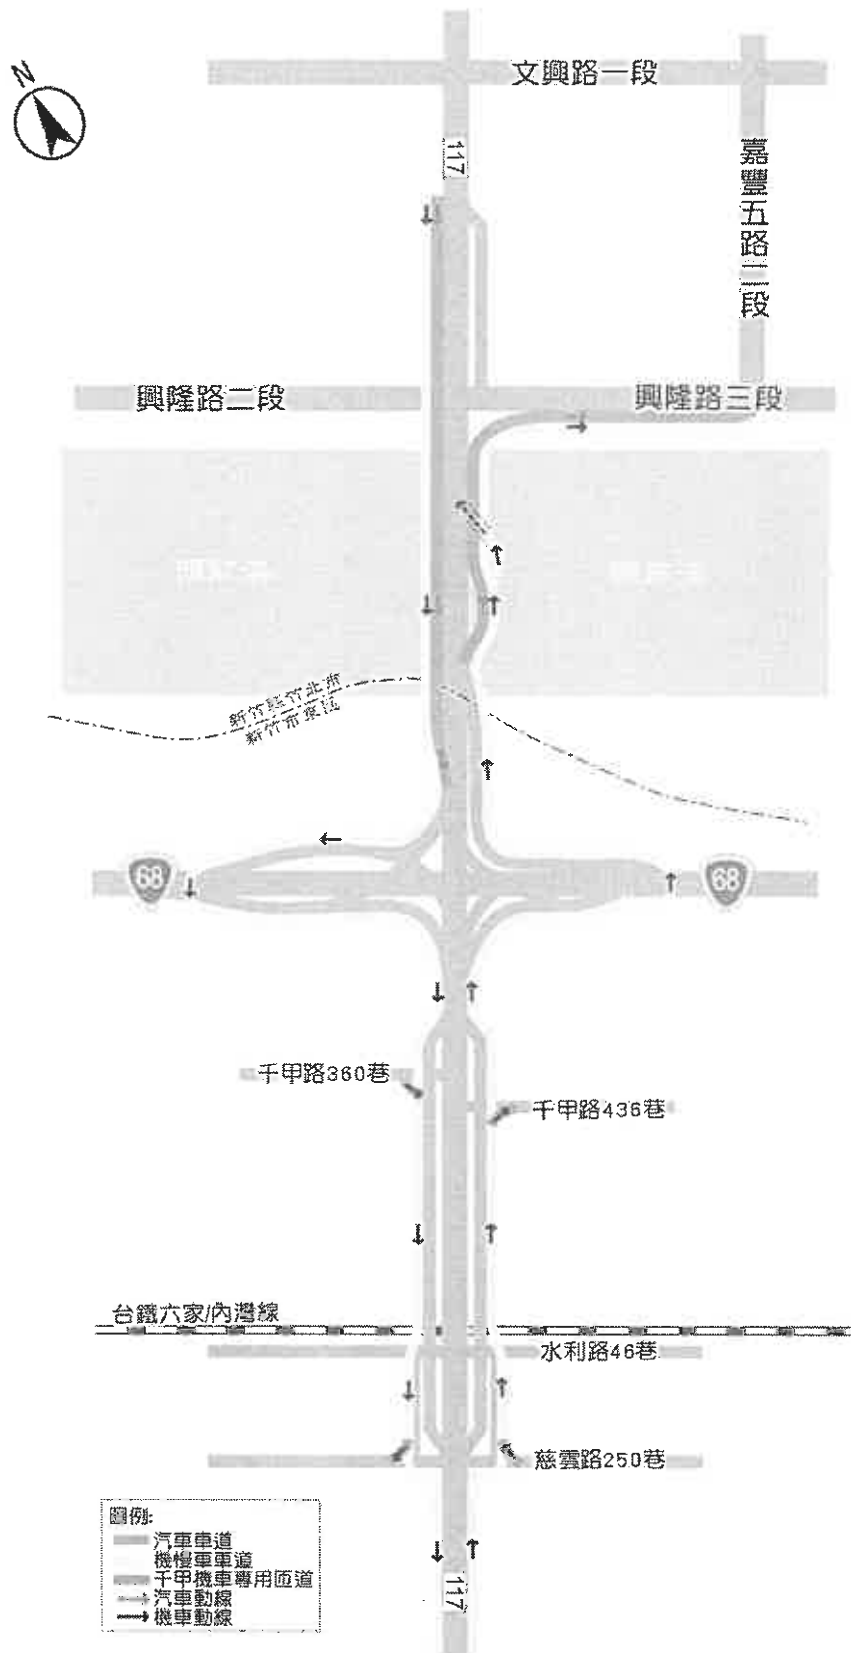 N
文興路一段
117
嘉豐五路二段
興隆路二段
興隆路三段
新竹縣竹北市
新竹市東區
68
68
千甲路360巷
千甲路436巷
台鐵六家/內灣線
水利路46巷
慈雲路250巷
圖例:
汽車車道
機慢車車道
千甲機車專用匝道
汽車動線
機車動線
117